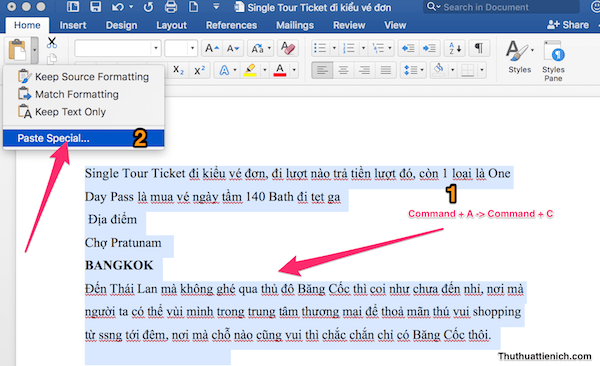 Single Tour Ticket đi kiểu vé đơn
Search in Document
Home Insert Design Layout References Mailings Review Share
Aa
A
X₂ X² A A
Styles Styles Pane
Keep Source Formatting
Match Formatting
Keep Text Only
Paste Special...
2
Single Tour Ticket đi kiểu vé đơn, đi lượt nào trả tiền lượt đó, còn 1 loại là One
Day Pass là mua vé ngày tầm 140 Bath đi tẹt ga
1
Command + A -> Command + C
Địa điểm
Chợ Pratunam
BANGKOK
Đến Thái Lan mà không ghé qua thủ đô Băng Cốc thì coi như chưa đến nhỉ, nơi mà
người ta có thể vùi mình trong trung tâm thương mại để thoả mãn thú vui shopping
từ ssng tới đêm, nơi mà chỗ nào cũng vui thì chắc chắn chỉ có Băng Cốc thôi.
Thuthuattienich.com